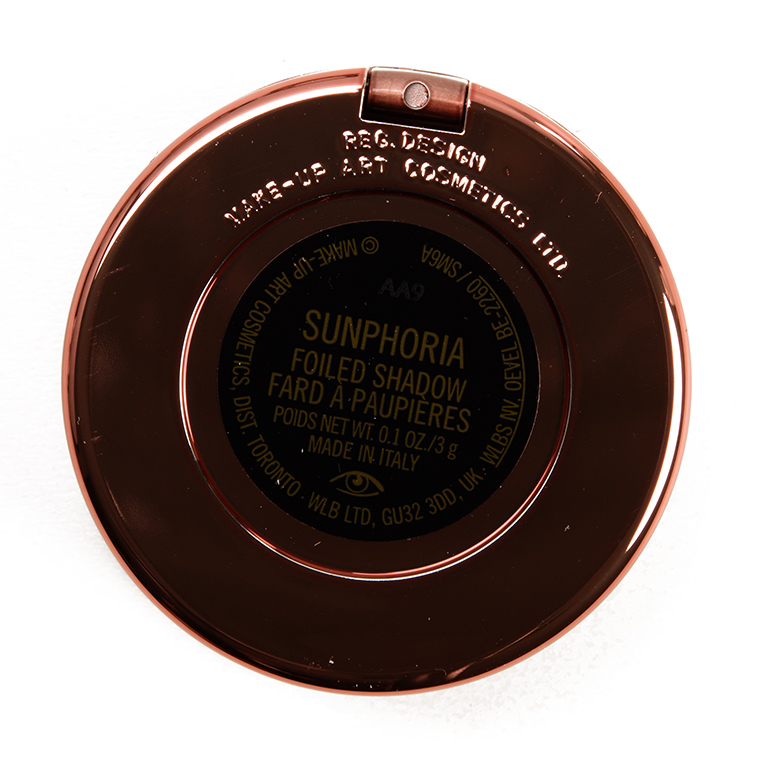 REG. DESIGN
MAKE-UP ART COSMETICS LTD.
AA9
SUNPHORIA
FOILED SHADOW
FARD À PAUPIÈRES
POIDS NET WT. 0.1 OZ./3 g
MADE IN ITALY
© MAKE-UP ART COSMETICS, DIST. TORONTO · WLB LTD, GU32 3DD, UK · WLBS NV, OEVEL BE-2260 / SM6A